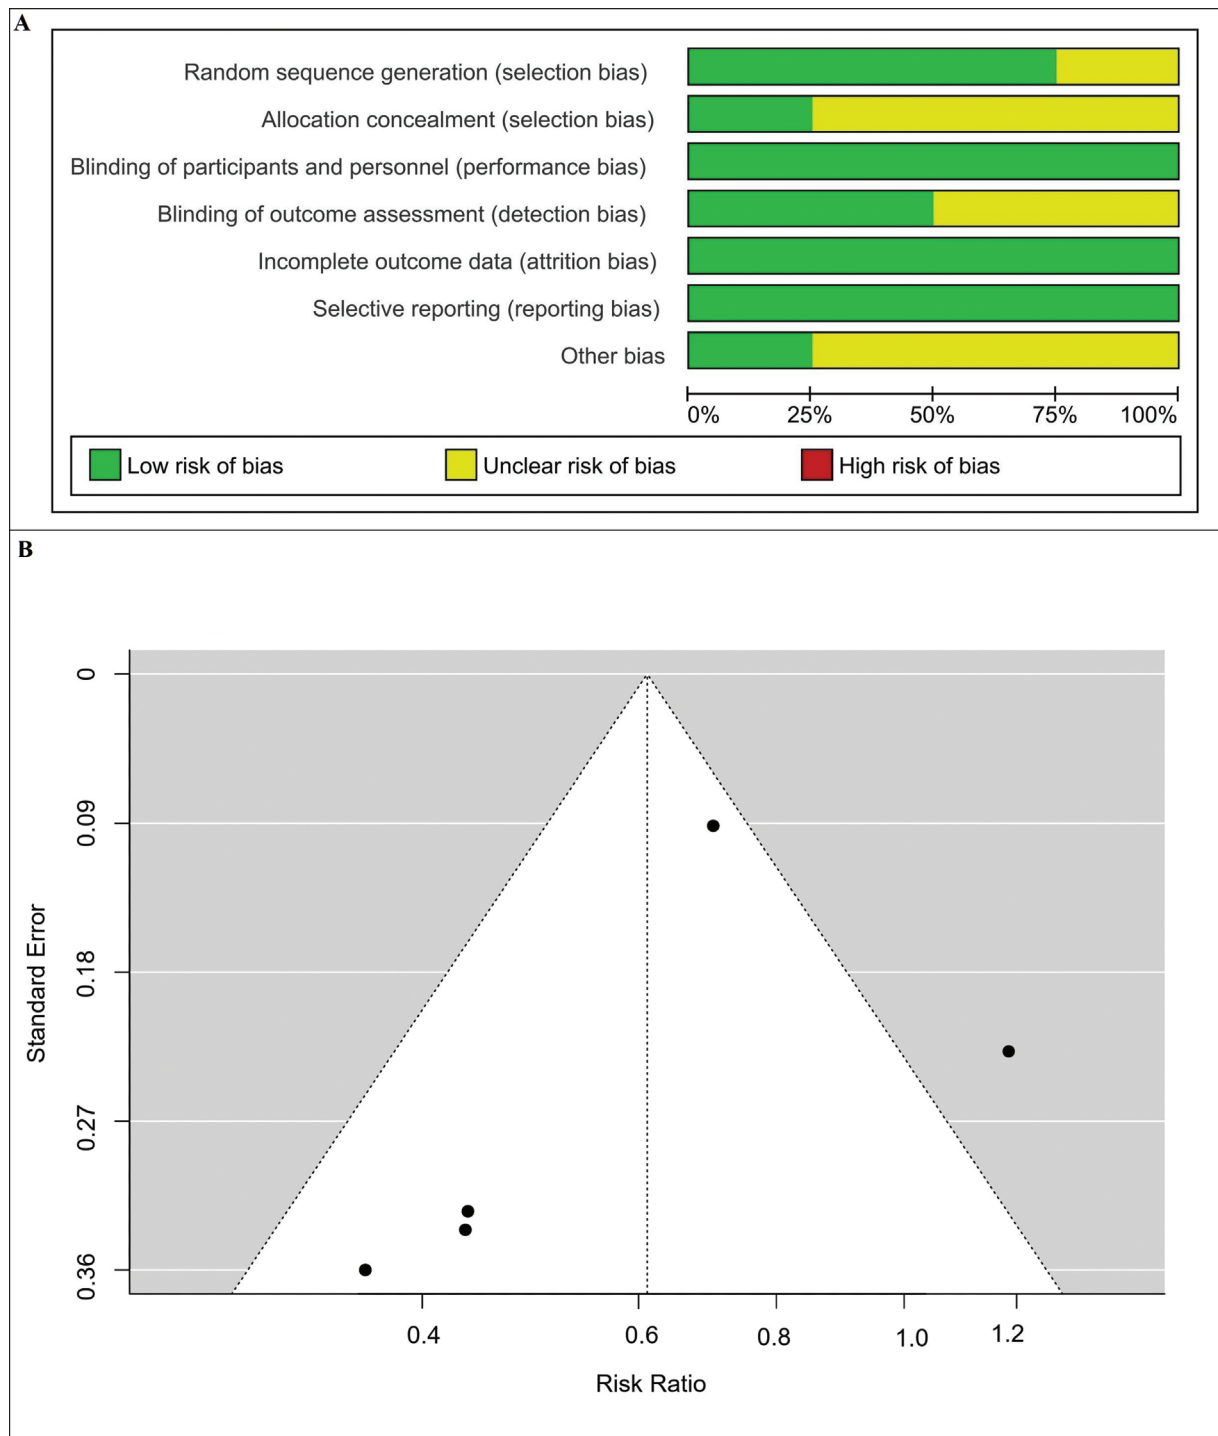 A
Random sequence generation (selection bias)
Allocation concealment (selection bias)
Blinding of participants and personnel (performance bias)
Blinding of outcome assessment (detection bias)
Incomplete outcome data (attrition bias)
Selective reporting (reporting bias)
Other bias
0% 25% 50% 75% 100%
Low risk of bias Unclear risk of bias High risk of bias
B
0
0.09
0.18
0.27
0.36
Standard Error
0.4 0.6 0.8 1.0 1.2
Risk Ratio